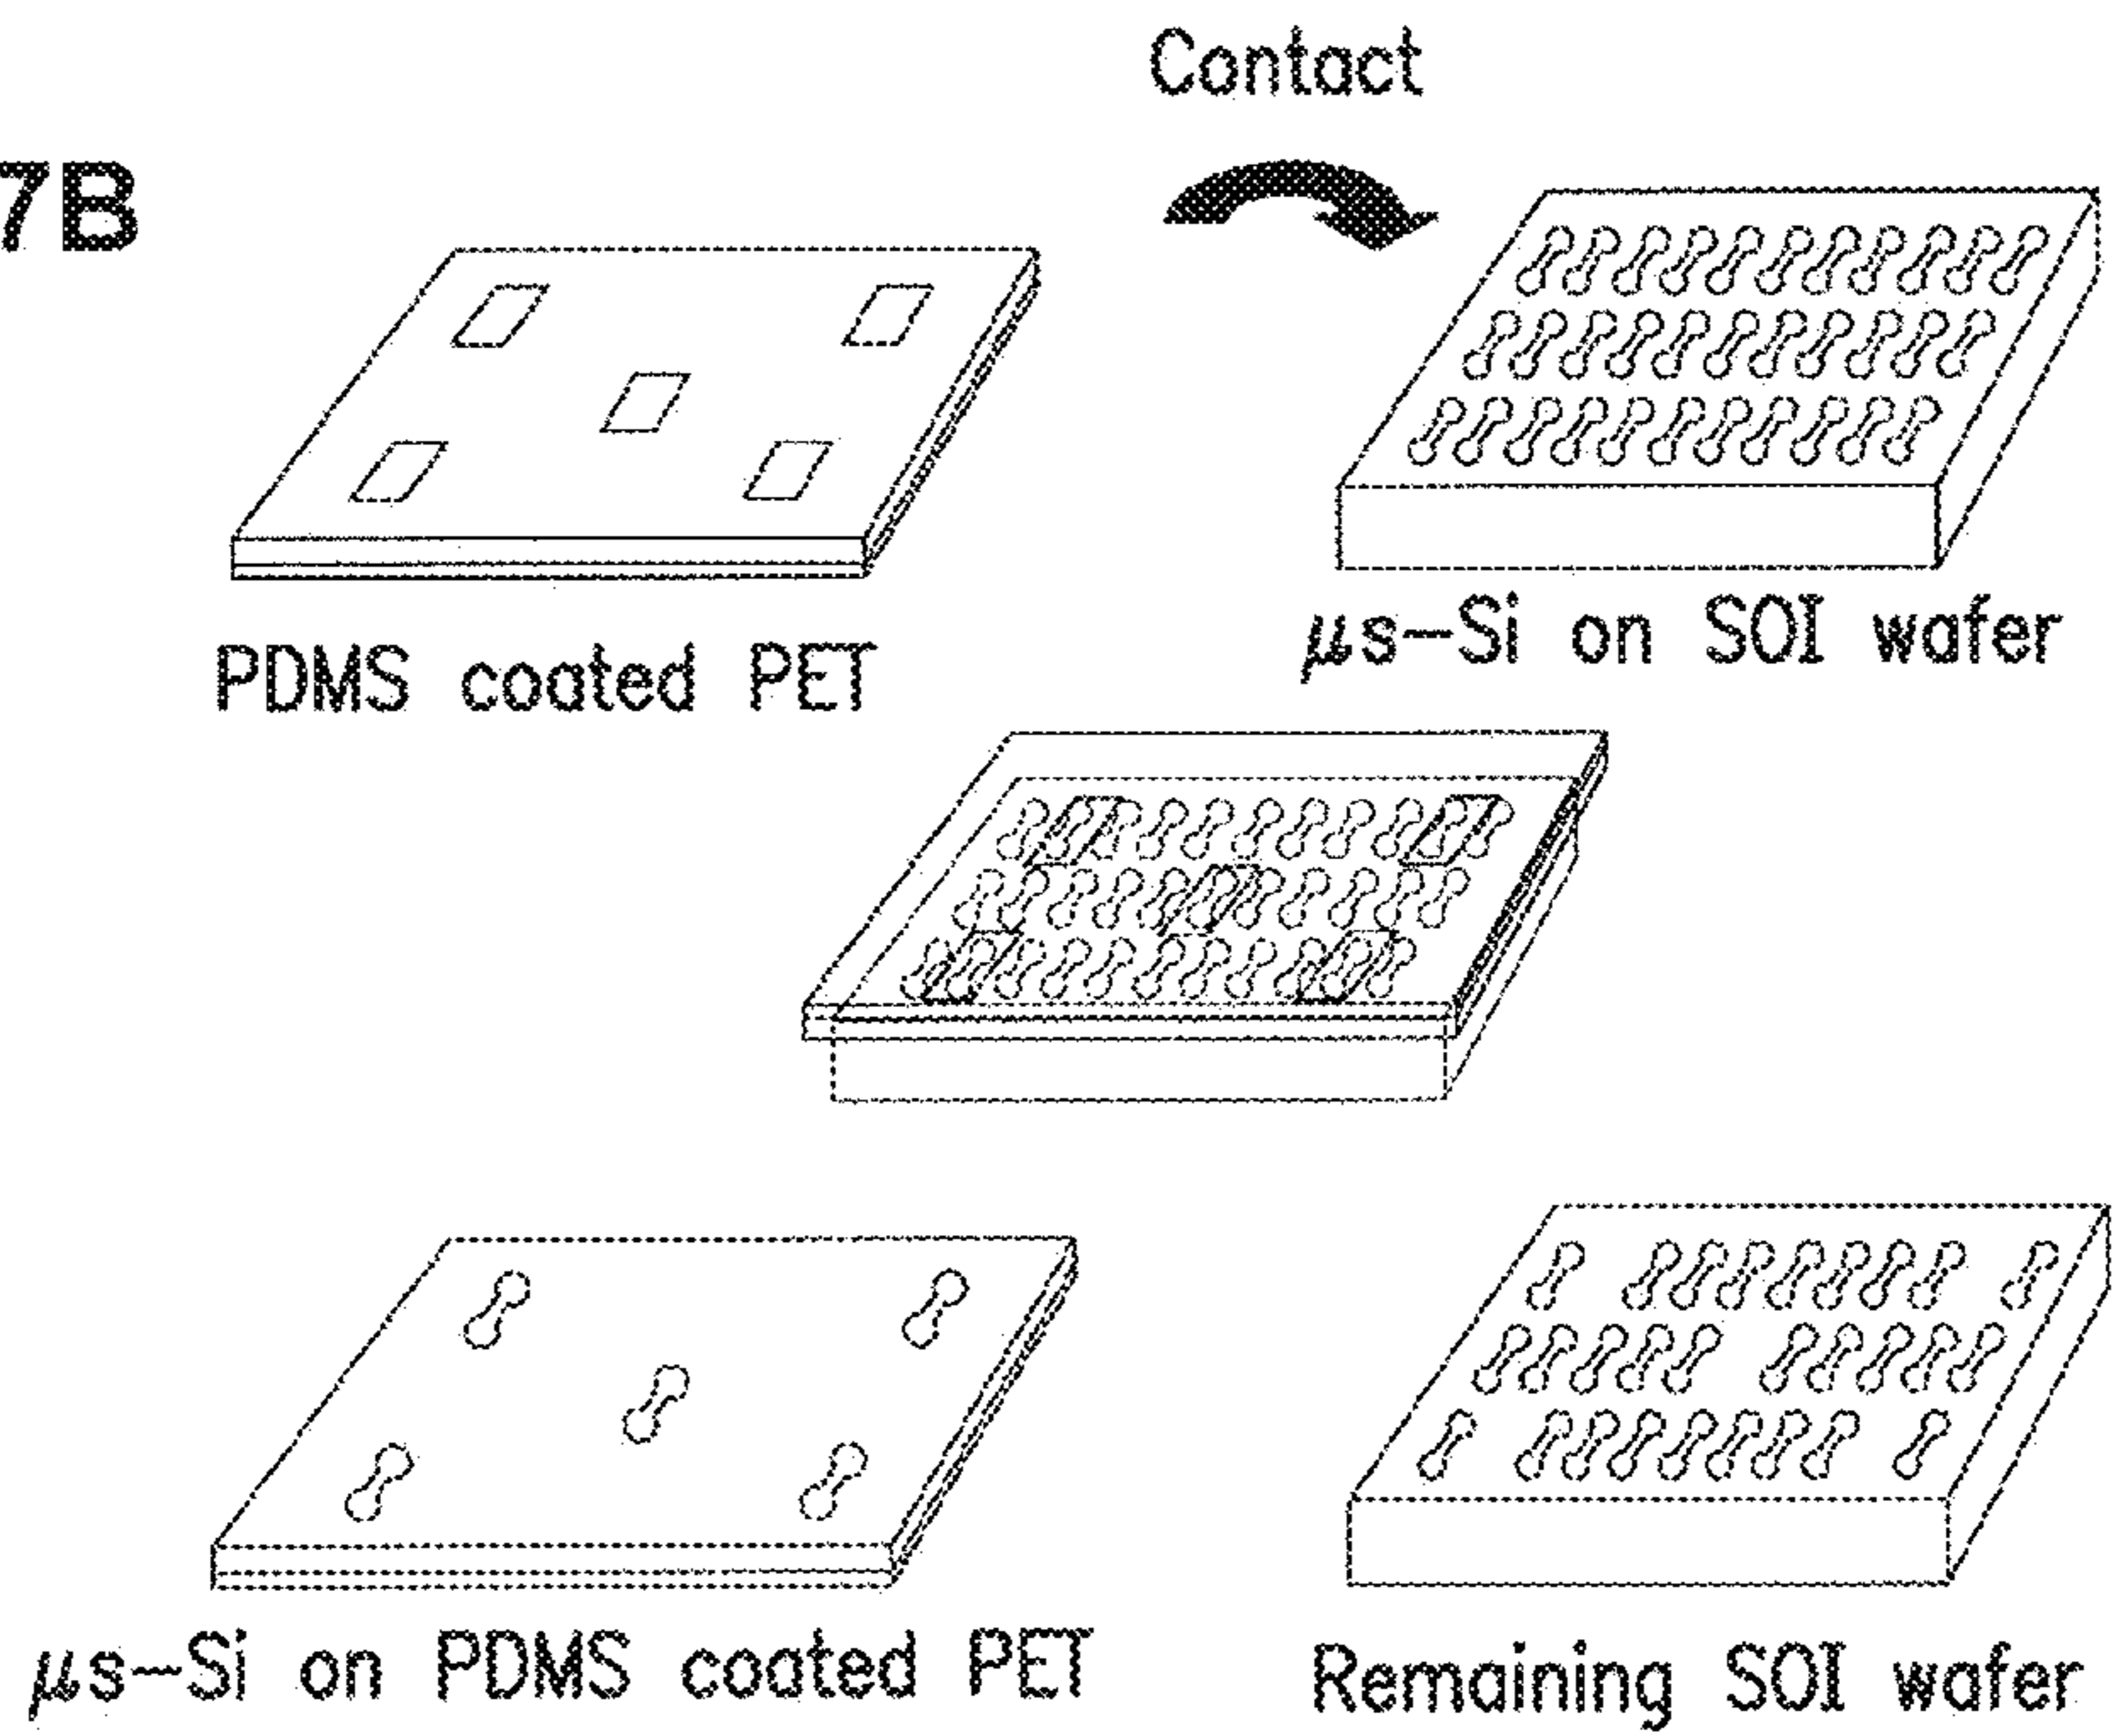 Contact
7B
PDMS coated PET
μs-Si on SOI wafer
μs-Si on PDMS coated PET
Remaining SOI wafer